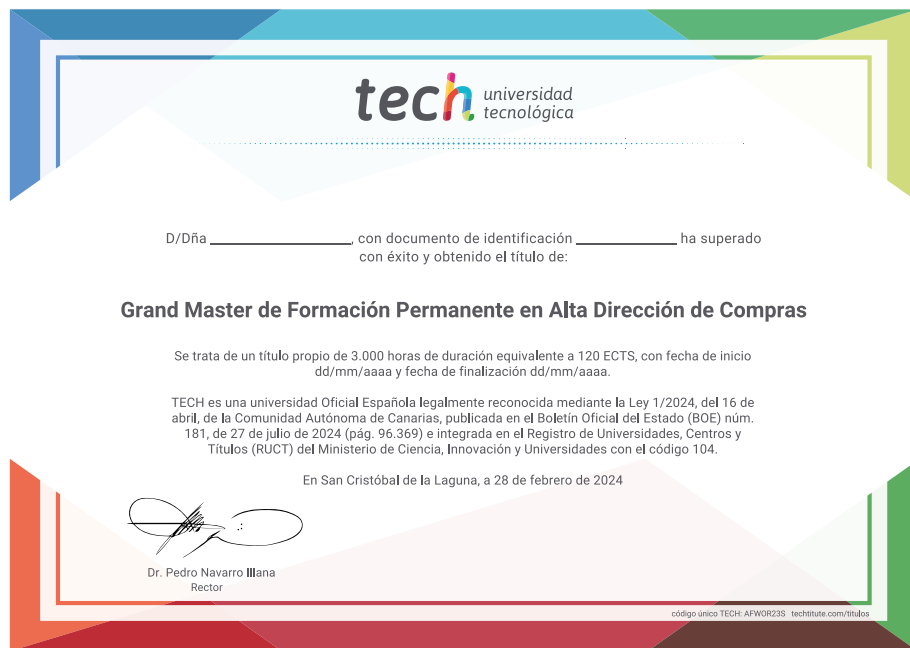 tech universidad
tecnológica
D/Dña ____________________, con documento de identificación ______________ ha superado
con éxito y obtenido el título de:
Grand Master de Formación Permanente en Alta Dirección de Compras
Se trata de un título propio de 3.000 horas de duración equivalente a 120 ECTS, con fecha de inicio
dd/mm/aaaa y fecha de finalización dd/mm/aaaa.
TECH es una universidad Oficial Española legalmente reconocida mediante la Ley 1/2024, del 16 de
abril, de la Comunidad Autónoma de Canarias, publicada en el Boletín Oficial del Estado (BOE) núm.
181, de 27 de julio de 2024 (pág. 96.369) e integrada en el Registro de Universidades, Centros y
Títulos (RUCT) del Ministerio de Ciencia, Innovación y Universidades con el código 104.
En San Cristóbal de la Laguna, a 28 de febrero de 2024
Dr. Pedro Navarro Illana
Rector
código único TECH: AFWOR23S techtitute.com/titulos